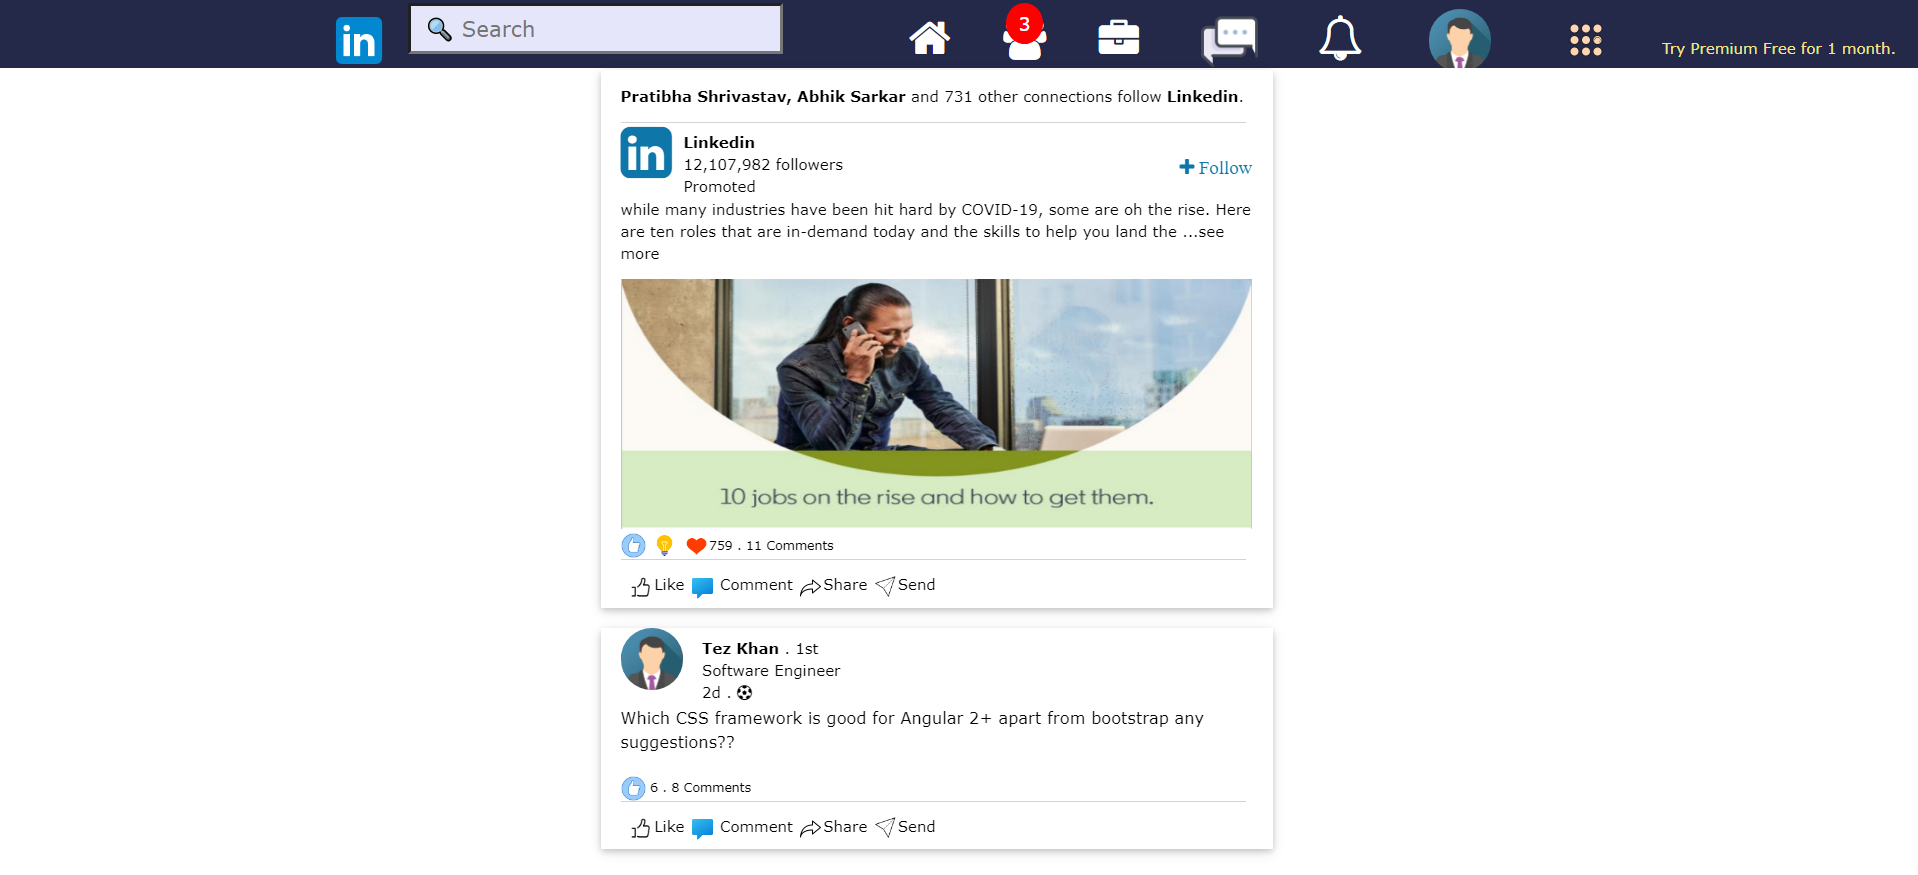 in Search 3 Try Premium Free for 1 month.
Pratibha Shrivastav, Abhik Sarkar and 731 other connections follow Linkedin.
in Linkedin
12,107,982 followers
Follow
Promoted
while many industries have been hit hard by COVID-19, some are oh the rise. Here
are ten roles that are in-demand today and the skills to help you land the ...see
more
10 jobs on the rise and how to get them.
759 . 11 Comments
Like Comment Share Send
Tez Khan . 1st
Software Engineer
2d .
Which CSS framework is good for Angular 2+ apart from bootstrap any
suggestions??
6 . 8 Comments
Like Comment Share Send